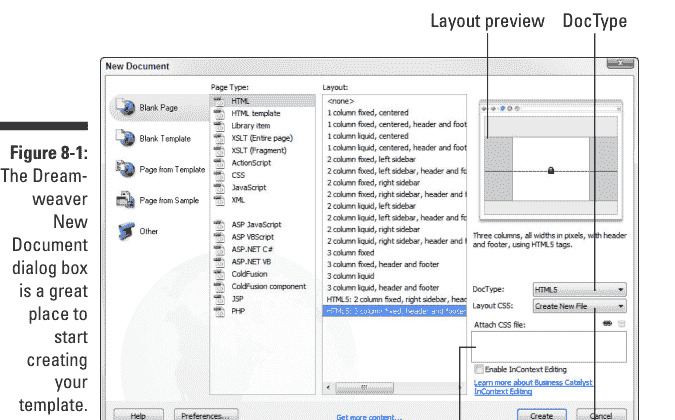 Layout preview DocType
New Document
Page Type:
Layout:
Blank Page
Blank Template
Page from Template
Page from Sample
Other
HTML
HTML template
Library item
XSLT (Entire page)
XSLT (Fragment)
ActionScript
CSS
JavaScript
XML
ASP JavaScript
ASP VBScript
ASP.NET C#
ASP.NET VB
ColdFusion
ColdFusion component
JSP
PHP
<none>
1 column fixed, centered
1 column fixed, centered, header and foot
1 column liquid, centered
1 column liquid, centered, header and foot
2 column fixed, left sidebar
2 column fixed, left sidebar, header and fo
2 column fixed, right sidebar
2 column fixed, right sidebar, header and f
2 column liquid, left sidebar
2 column liquid, left sidebar, header and fo
2 column liquid, right sidebar
2 column liquid, right sidebar, header and f
3 column fixed
3 column fixed, header and footer
3 column liquid
3 column liquid, header and footer
HTML5: 2 column fixed, right sidebar, head
HTML5: 3 column fixed, header and footer
Three columns, all widths in pixels, with header
and footer, using HTML5 tags.
DocType: HTML5
Layout CSS: Create New File
Attach CSS file:
Enable InContext Editing
Learn more about Business Catalyst
InContext Editing
Help
Preferences...
Get more content...
Create
Cancel
Figure 8-1:
The Dream-
weaver
New
Document
dialog box
is a great
place to
start
creating
your
template.